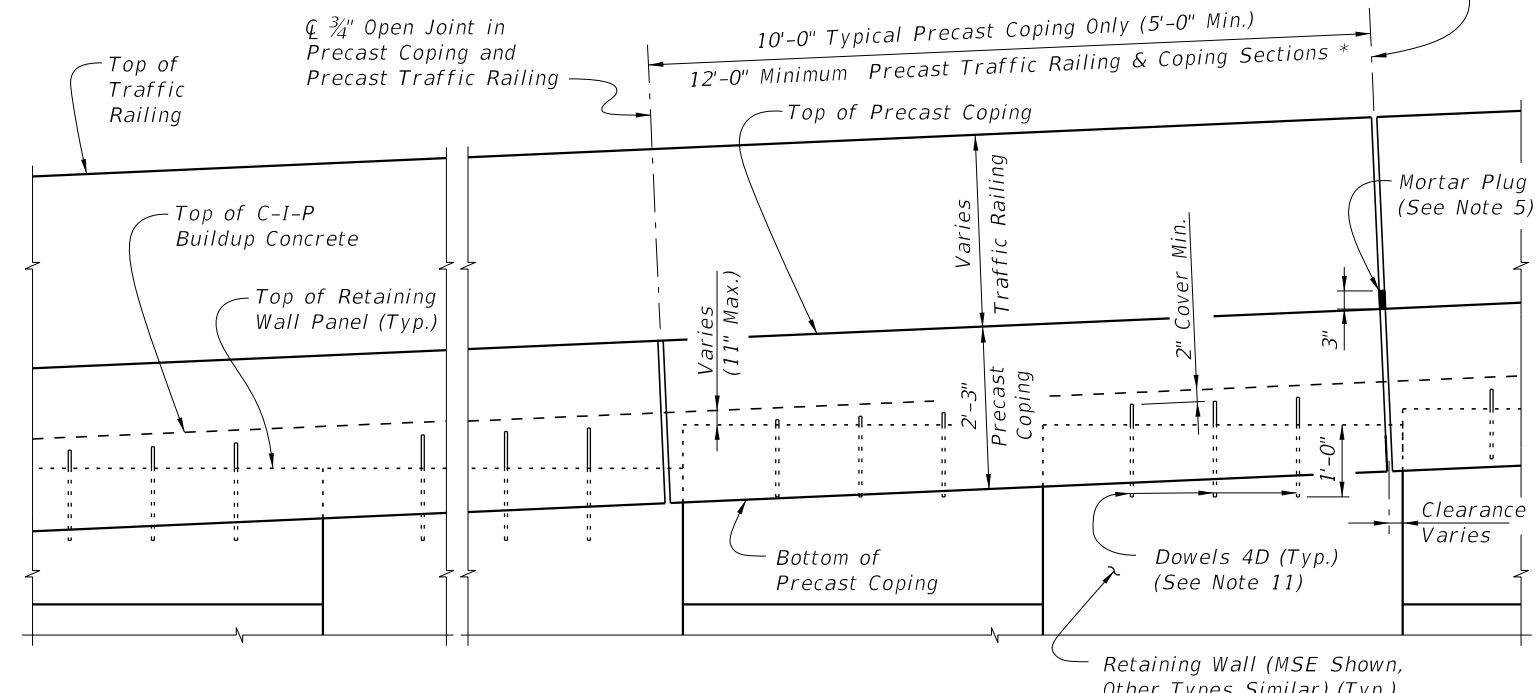 ℄ ¾" Open Joint in
Precast Coping and
Precast Traffic Railing
10'-0" Typical Precast Coping Only (5'-0" Min.)
12'-0" Minimum Precast Traffic Railing & Coping Sections *
Top of
Traffic
Railing
Top of Precast Coping
Mortar Plug
(See Note 5)
Top of C-I-P
Buildup Concrete
Varies
Traffic Railing
2" Cover Min.
Top of Retaining
Wall Panel (Typ.)
Varies
(11" Max.)
3"
2'-3"
Precast
Coping
1'-0"
Clearance
Varies
Bottom of
Precast Coping
Dowels 4D (Typ.)
(See Note 11)
Retaining Wall (MSE Shown,
Other Types Similar) (Typ.)